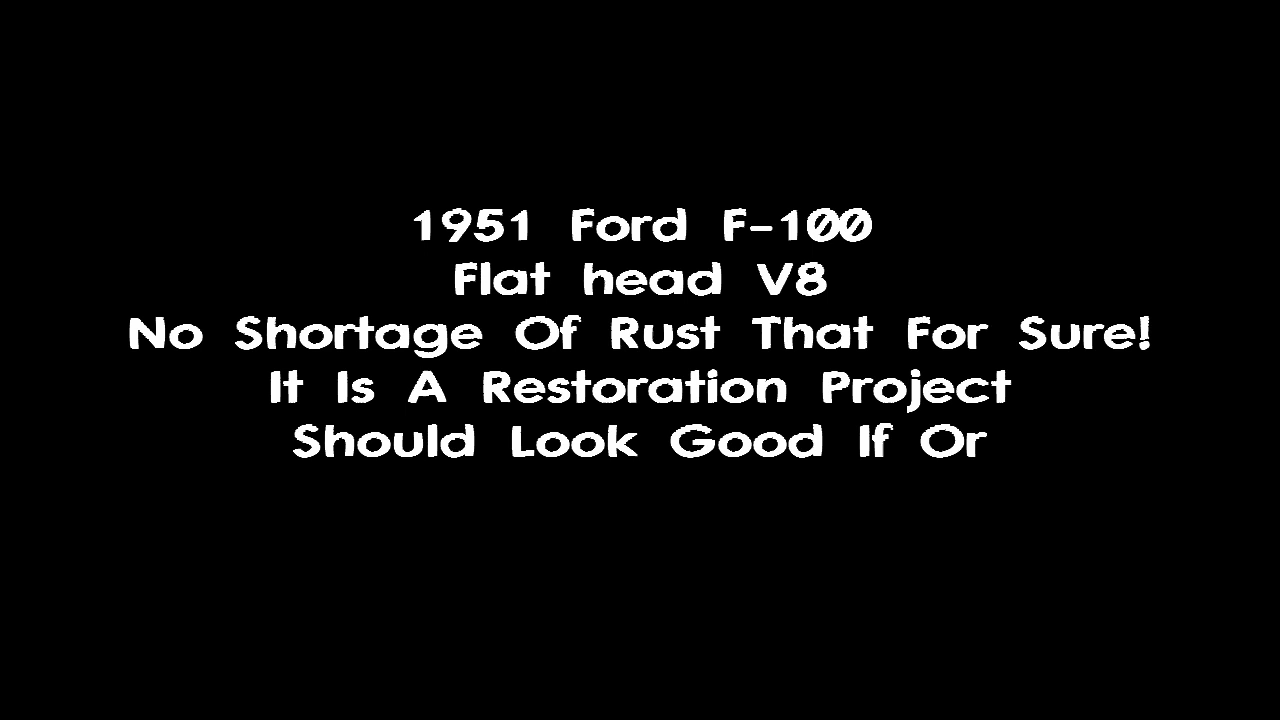 1951 Ford F-100
Flat head V8
No Shortage Of Rust That For Sure!
It Is A Restoration Project
Should Look Good If Or